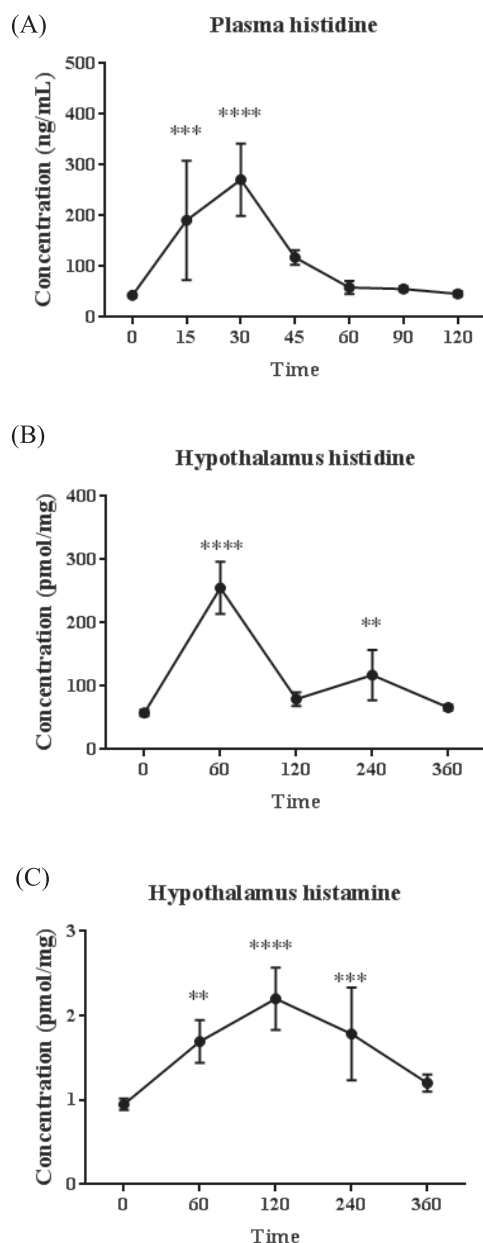 (A)
Plasma histidine
Concentration (ng/mL)
500
400
300
200
100
0
***
****
0 15 30 45 60 90 120
Time
(B)
Hypothalamus histidine
Concentration (pmol/mg)
400
300
200
100
0
****
**
0 60 120 240 360
Time
(C)
Hypothalamus histamine
Concentration (pmol/mg)
3
2
1
0
**
****
***
0 60 120 240 360
Time